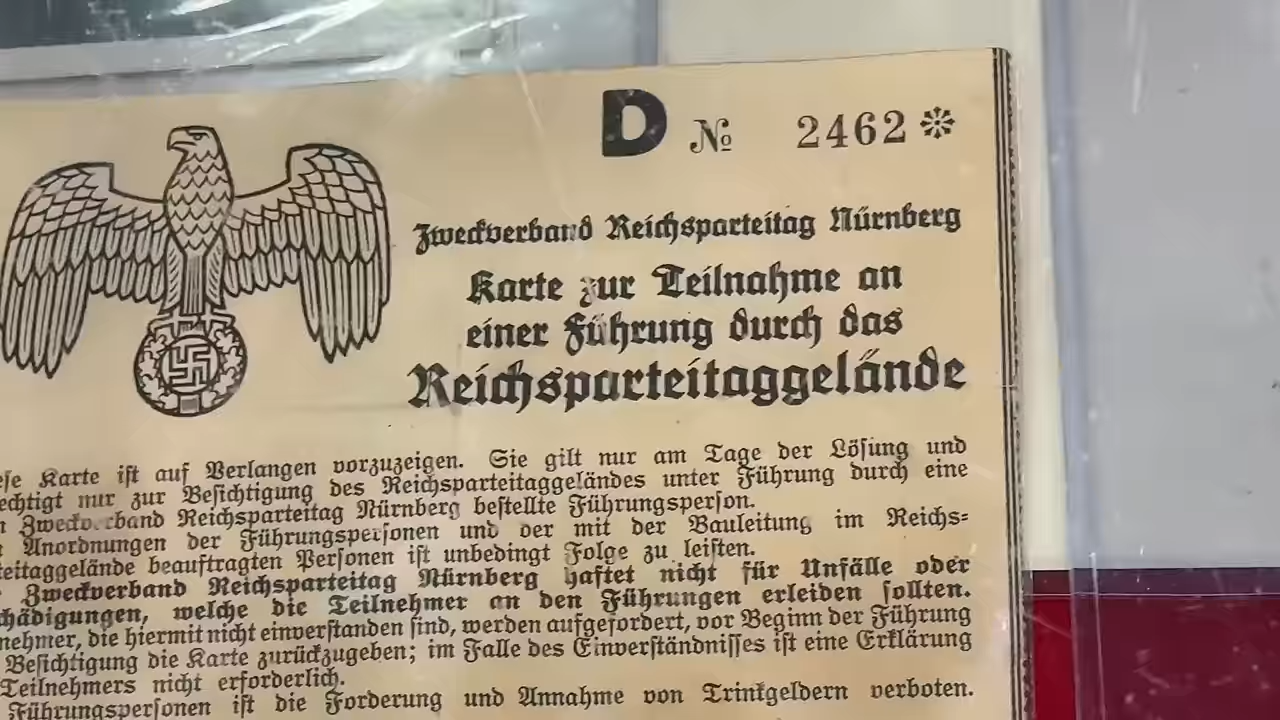 D № 2462
Zweckverband Reichsparteitag Nürnberg
Karte zur Teilnahme an
einer Führung durch das
Reichsparteitaggelände
Karte ist auf Verlangen vorzuzeigen. Sie gilt nur am Tage der Lösung und
nur zur Besichtigung des Reichsparteitaggeländes unter Führung durch eine
Zweckverband Reichsparteitag Nürnberg bestellte Führungsperson.
Anordnungen der Führungspersonen und der mit der Bauleitung im Reichs-
teitaggelände beauftragten Personen ist unbedingt Folge zu leisten.
Zweckverband Reichsparteitag Nürnberg haftet nicht für Unfälle oder
chädigungen, welche die Teilnehmer an den Führungen erleiden sollten.
nehmer, die hiermit nicht einverstanden sind, werden aufgefordert, vor Beginn der Führung
Besichtigung die Karte zurückzugeben; im Falle des Einverständnisses ist eine Erklärung
Teilnehmers nicht erforderlich.
Führungspersonen ist die Forderung und Annahme von Trinkgeldern verboten.